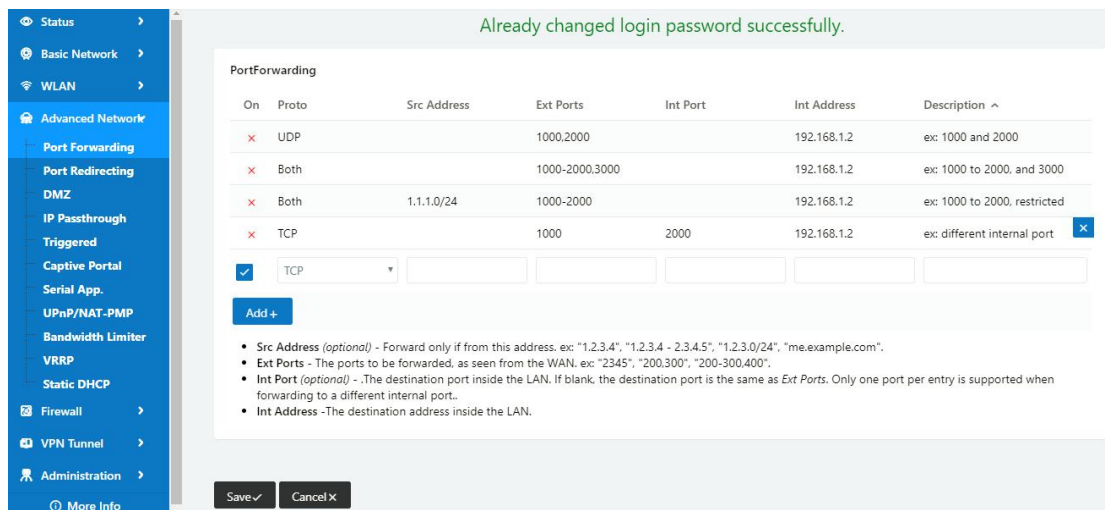 Already changed login password successfully.
Status
Basic Network
WLAN
Advanced Network
Port Forwarding
Port Redirecting
DMZ
IP Passthrough
Triggered
Captive Portal
Serial App.
UPnP/NAT-PMP
Bandwidth Limiter
VRRP
Static DHCP
Firewall
VPN Tunnel
Administration
More Info
PortForwarding
On Proto Src Address Ext Ports Int Port Int Address Description
UDP 1000,2000 192.168.1.2 ex: 1000 and 2000
Both 1000-2000,3000 192.168.1.2 ex: 1000 to 2000, and 3000
Both 1.1.1.0/24 1000-2000 192.168.1.2 ex: 1000 to 2000, restricted
TCP 1000 2000 192.168.1.2 ex: different internal port
TCP
Add +
• Src Address (optional) - Forward only if from this address. ex: "1.2.3.4", "1.2.3.4 - 2.3.4.5", "1.2.3.0/24", "me.example.com".
• Ext Ports - The ports to be forwarded, as seen from the WAN. ex: "2345", "200,300", "200-300,400".
• Int Port (optional) - .The destination port inside the LAN. If blank, the destination port is the same as Ext Ports. Only one port per entry is supported when
forwarding to a different internal port..
• Int Address -The destination address inside the LAN.
Save Cancel